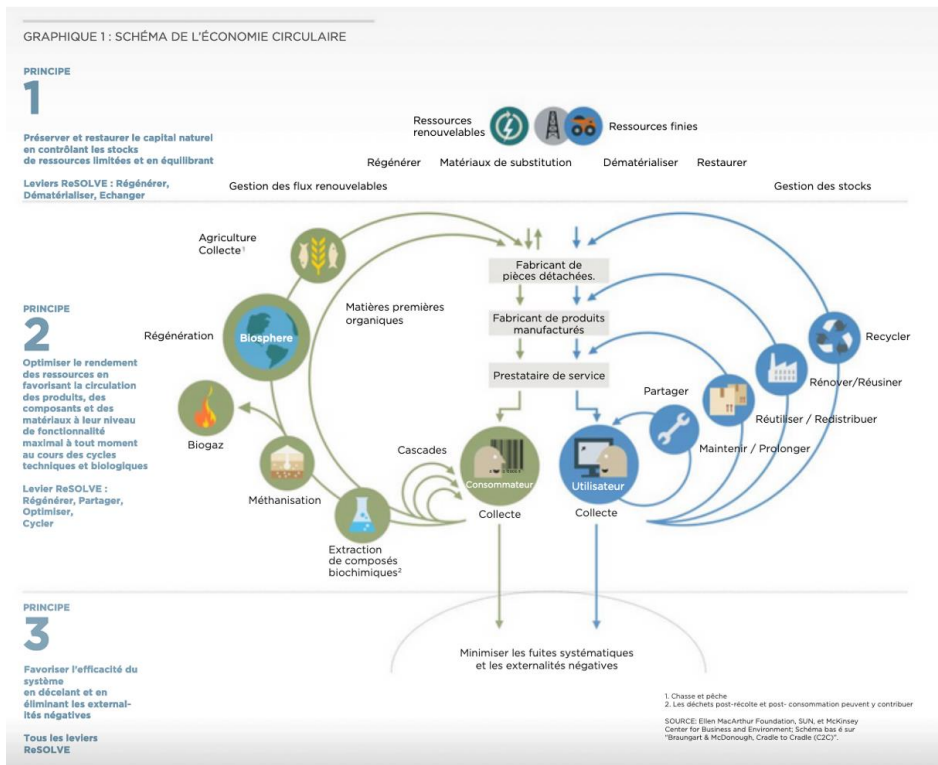 GRAPHIQUE 1 : SCHÉMA DE L'ÉCONOMIE CIRCULAIRE
PRINCIPE
1
Préserver et restaurer le capital naturel
en contrôlant les stocks
de ressources limitées et en équilibrant
Leviers ReSOLVE : Régénérer,
Dématérialiser, Echanger
Ressources
renouvelables
Ressources finies
Régénérer
Matériaux de substitution
Dématérialiser
Restaurer
Gestion des flux renouvelables
Gestion des stocks
PRINCIPE
2
Optimiser le rendement
des ressources en
favorisant la circulation
des produits, des
composants et des
matériaux à leur niveau
de fonctionnalité
maximal à tout moment
au cours des cycles
techniques et biologiques
Levier ReSOLVE :
Régénérer, Partager,
Optimiser,
Cycler
Agriculture
Collecte1
Régénération
Biosphere
Biogaz
Méthanisation
Extraction
de composés
biochimiques2
Matières premières
organiques
Cascades
Fabricant de
pièces détachées.
Fabricant de produits
manufacturés
Prestataire de service
Consommateur
Collecte
Utilisateur
Collecte
Partager
Maintenir / Prolonger
Réutiliser / Redistribuer
Rénover/Réusiner
Recycler
PRINCIPE
3
Favoriser l'efficacité du
système
en décelant et en
éliminant les external-
ités négatives
Tous les leviers
ReSOLVE
Minimiser les fuites systématiques
et les externalités négatives
1. Chasse et pêche
2. Les déchets post-récolte et post- consommation peuvent y contribuer
SOURCE: Ellen MacArthur Foundation, SUN, et McKinsey
Center for Business and Environment; Schéma bas é sur
"Braungart & McDonough, Cradle to Cradle (C2C)".